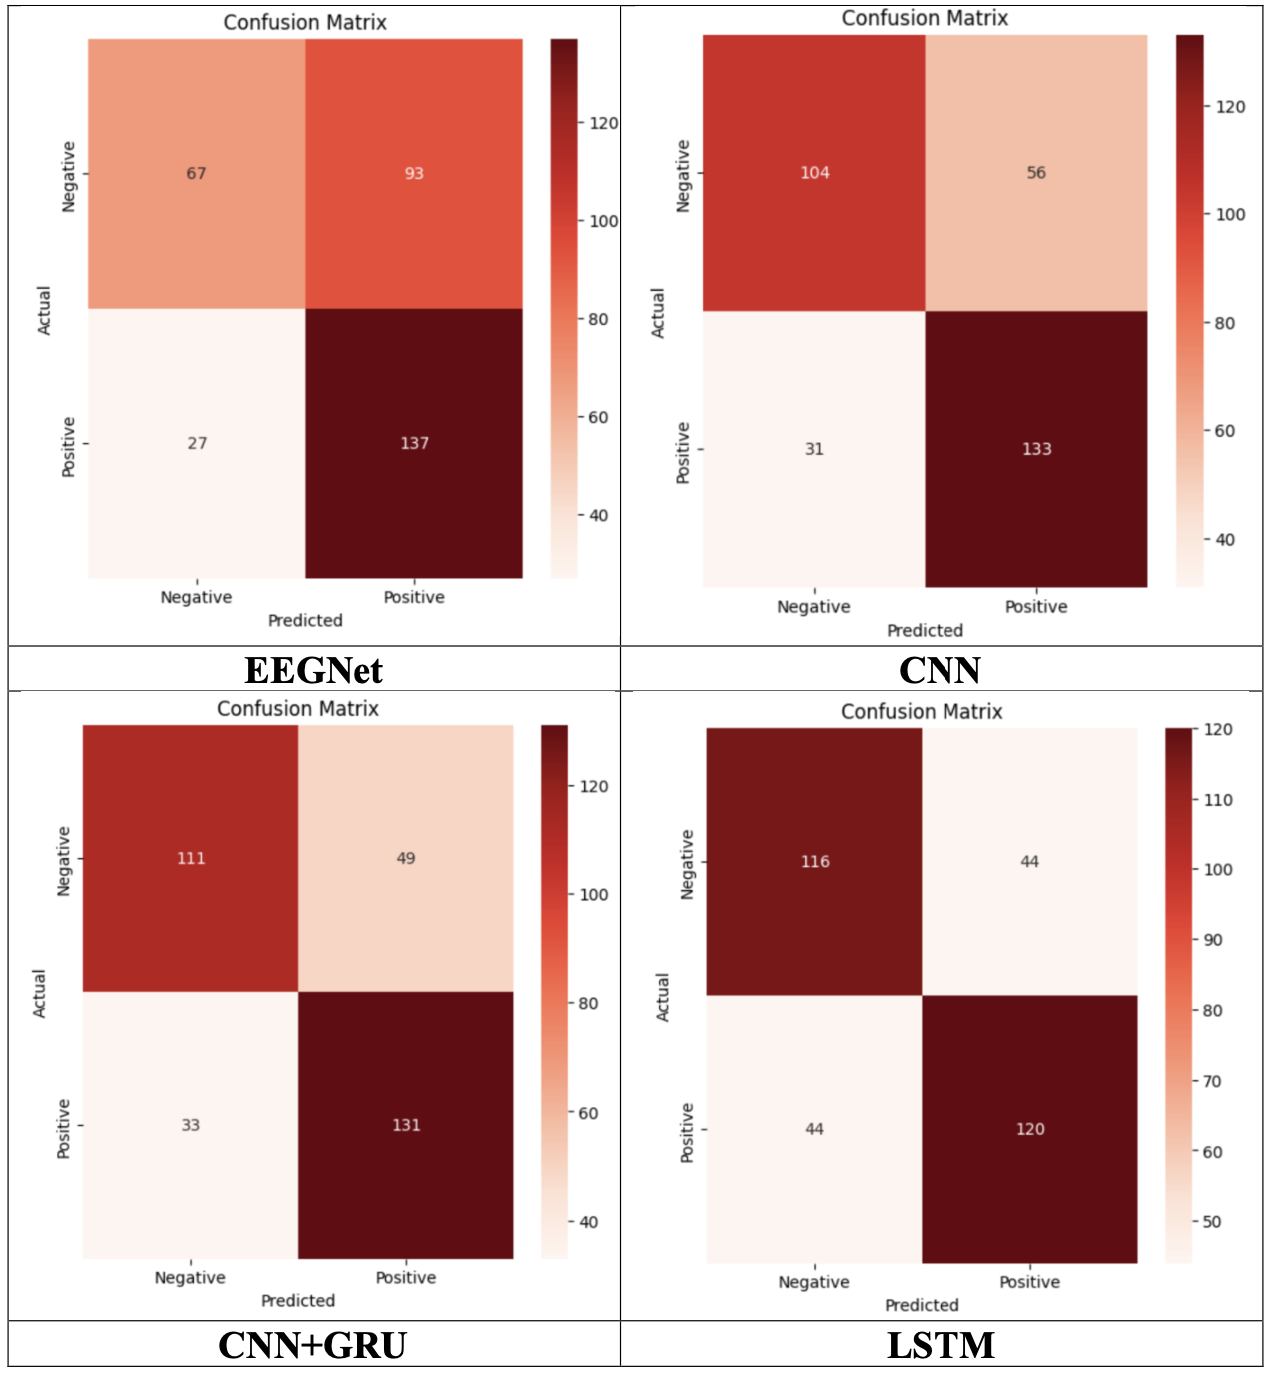 Confusion Matrix
Negative
67
93
120
100
Actual
80
Positive
27
137
60
40
Negative
Positive
Predicted
EEGNet
Confusion Matrix
Negative
104
56
120
100
Actual
80
Positive
31
133
60
40
Negative
Positive
Predicted
CNN
Confusion Matrix
Negative
111
49
120
100
Actual
80
Positive
33
131
60
40
Negative
Positive
Predicted
CNN+GRU
Confusion Matrix
Negative
116
44
120
110
100
90
Actual
80
70
Positive
44
120
60
50
Negative
Positive
Predicted
LSTM